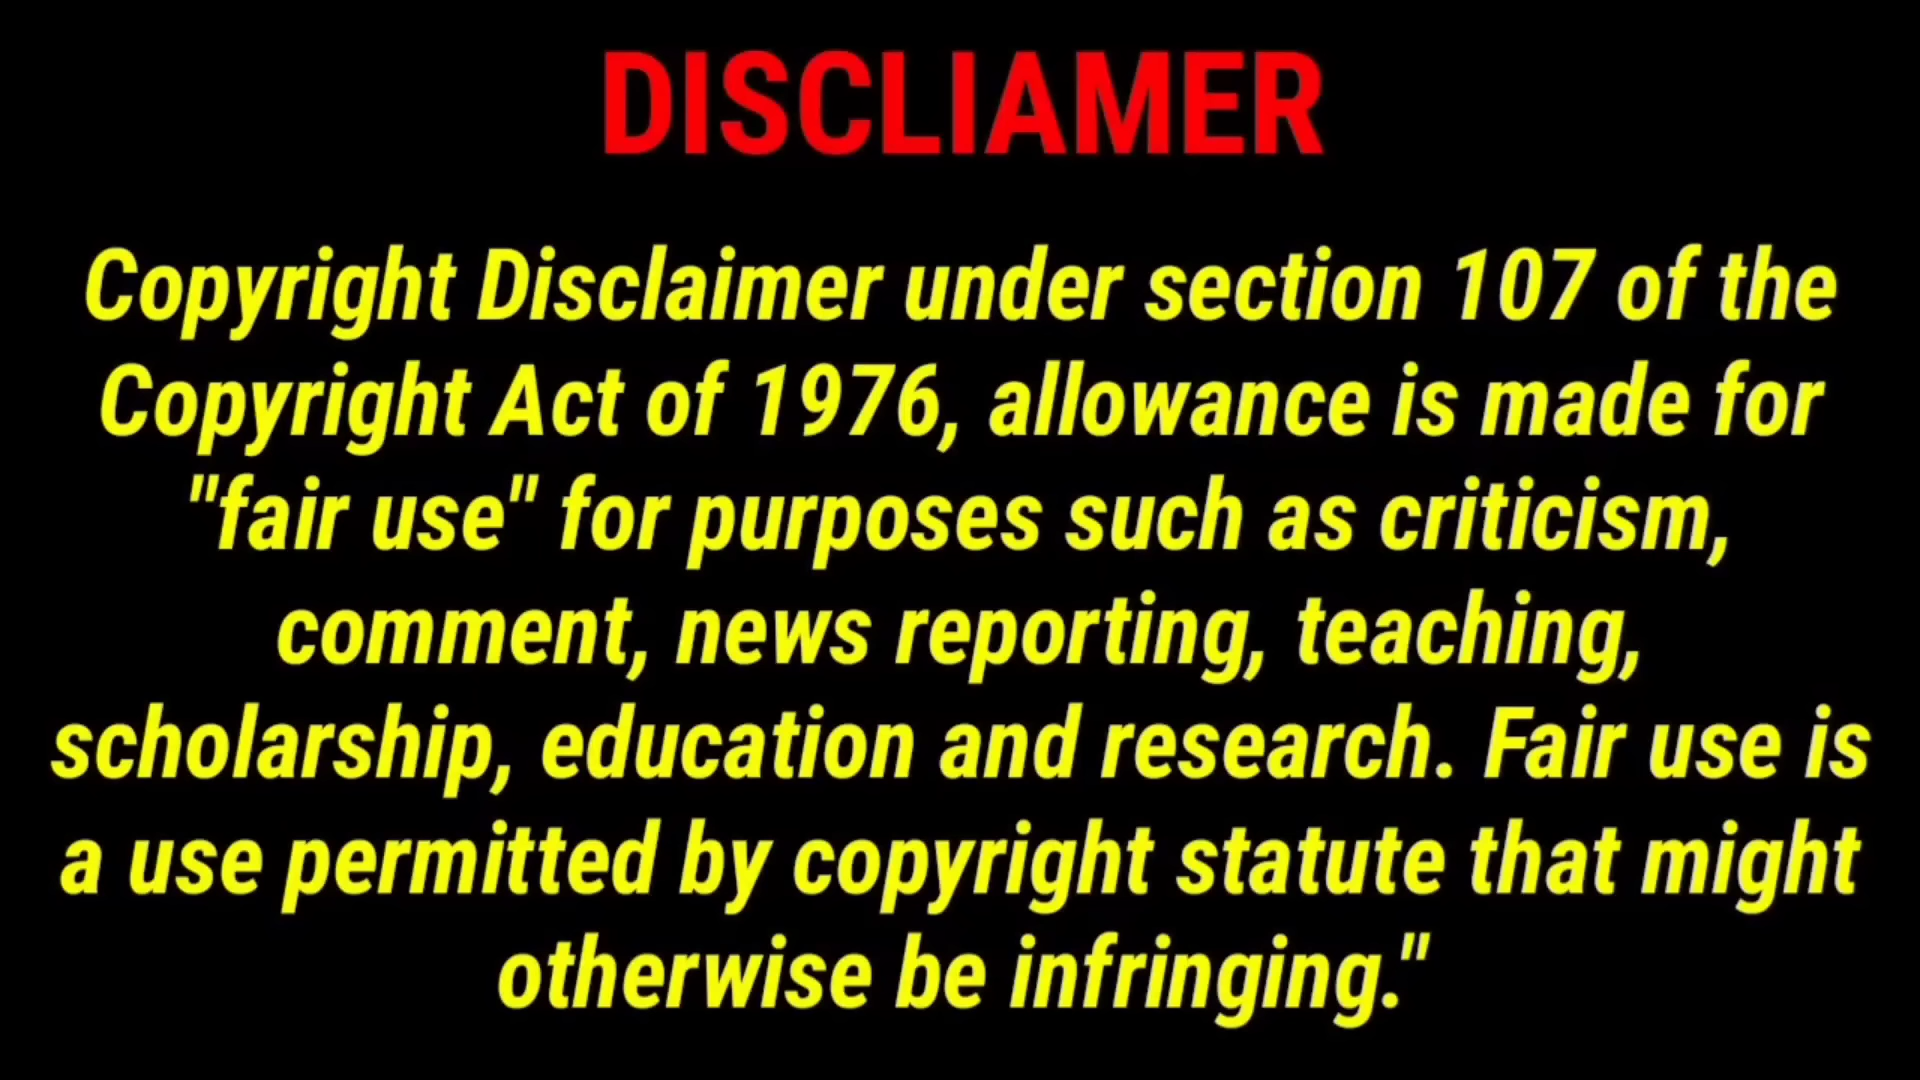 DISCLIAMER
Copyright Disclaimer under section 107 of the
Copyright Act of 1976, allowance is made for
"fair use" for purposes such as criticism,
comment, news reporting, teaching,
scholarship, education and research. Fair use is
a use permitted by copyright statute that might
otherwise be infringing."